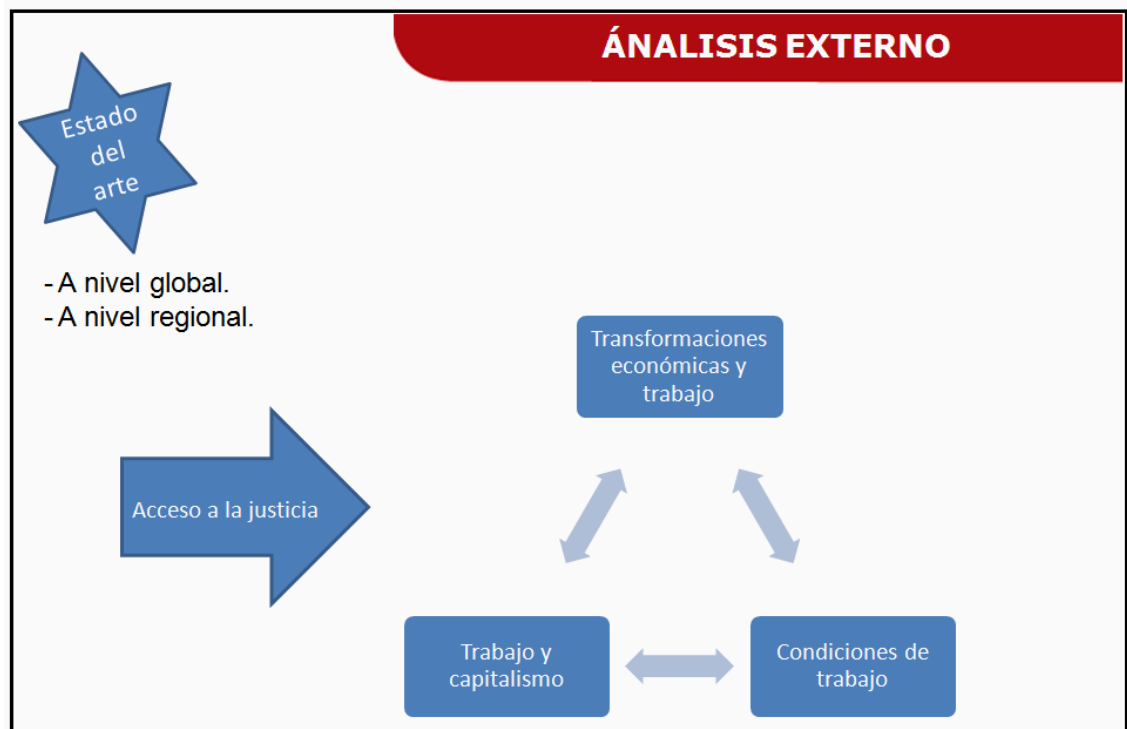 ÁNALISIS EXTERNO
Estado
del
arte
- A nivel global.
- A nivel regional.
Transformaciones
económicas y
trabajo
Acceso a la justicia
Trabajo y
capitalismo
Condiciones de
trabajo